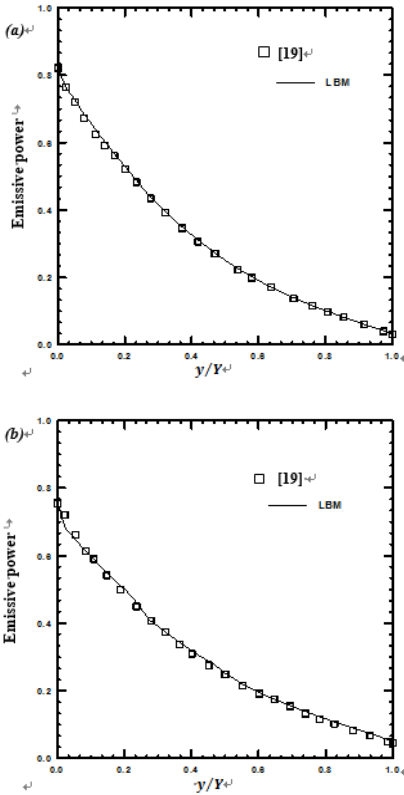 (a)↵
[19]↵
LBM
Emissive·power ↵
1.0
0.8
0.6
0.4
0.2
0.0
0.0 0.2 0.4 0.6 0.8 1.0
↵ y/Y↵ ↵
(b)↵
[19]·↵
LBM
Emissive·power ↵
1.0
0.8
0.6
0.4
0.2
0.0
0.0 0.2 0.4 0.6 0.8 1.0
↵ ·y/Y↵ ↵